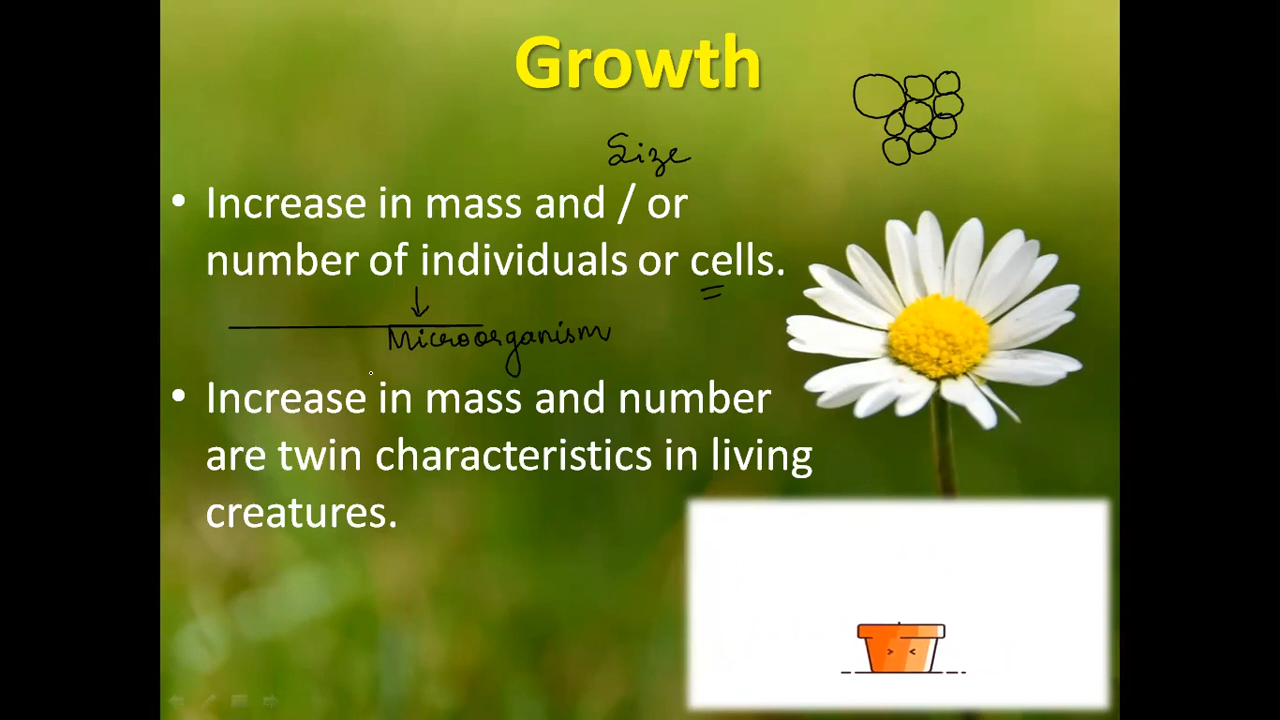 Growth
Size
• Increase in mass and / or
number of individuals or cells.
Microorganism
• Increase in mass and number
are twin characteristics in living
creatures.